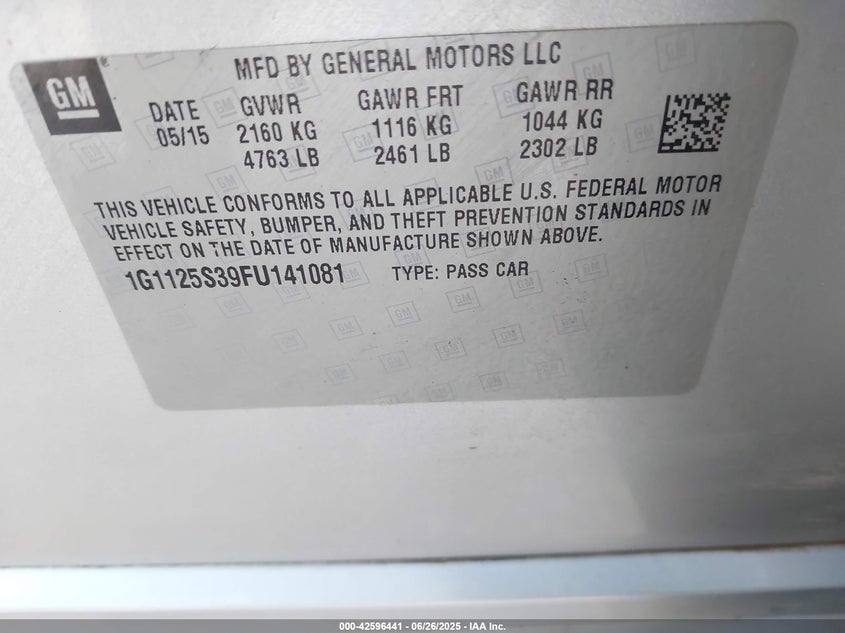 GM
MFD BY GENERAL MOTORS LLC
DATE GVWR GAWR FRT GAWR RR
05/15 2160 KG 1116 KG 1044 KG
4763 LB 2461 LB 2302 LB
THIS VEHICLE CONFORMS TO ALL APPLICABLE U.S. FEDERAL MOTOR
VEHICLE SAFETY, BUMPER, AND THEFT PREVENTION STANDARDS IN
EFFECT ON THE DATE OF MANUFACTURE SHOWN ABOVE.
1G1125S39FU141081 TYPE: PASS CAR
000-42596441 - 06/26/2025 - IAA Inc.